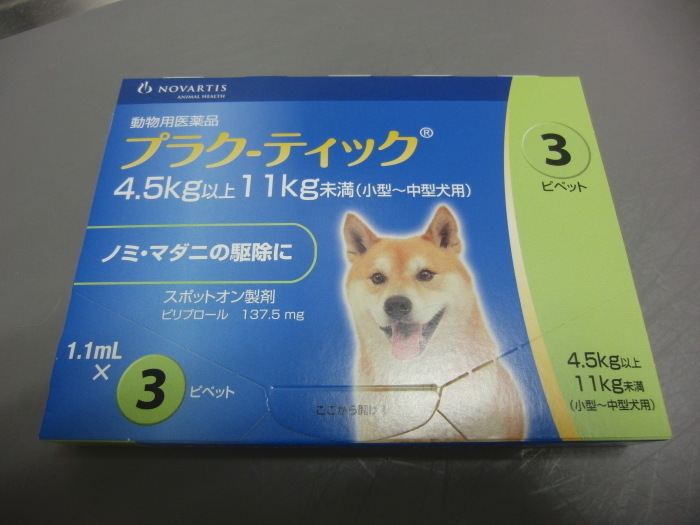 NOVARTIS
ANIMAL HEALTH
動物用医薬品
プラク-ティック®
4.5kg以上 11kg未満(小型〜中型犬用)
ノミ・マダニの駆除に
スポットオン製剤
ピリプロール 137.5 mg
1.1mL
×
3 ピペット
ここから開ける
3
ピペット
4.5kg以上
11kg未満
(小型〜中型犬用)